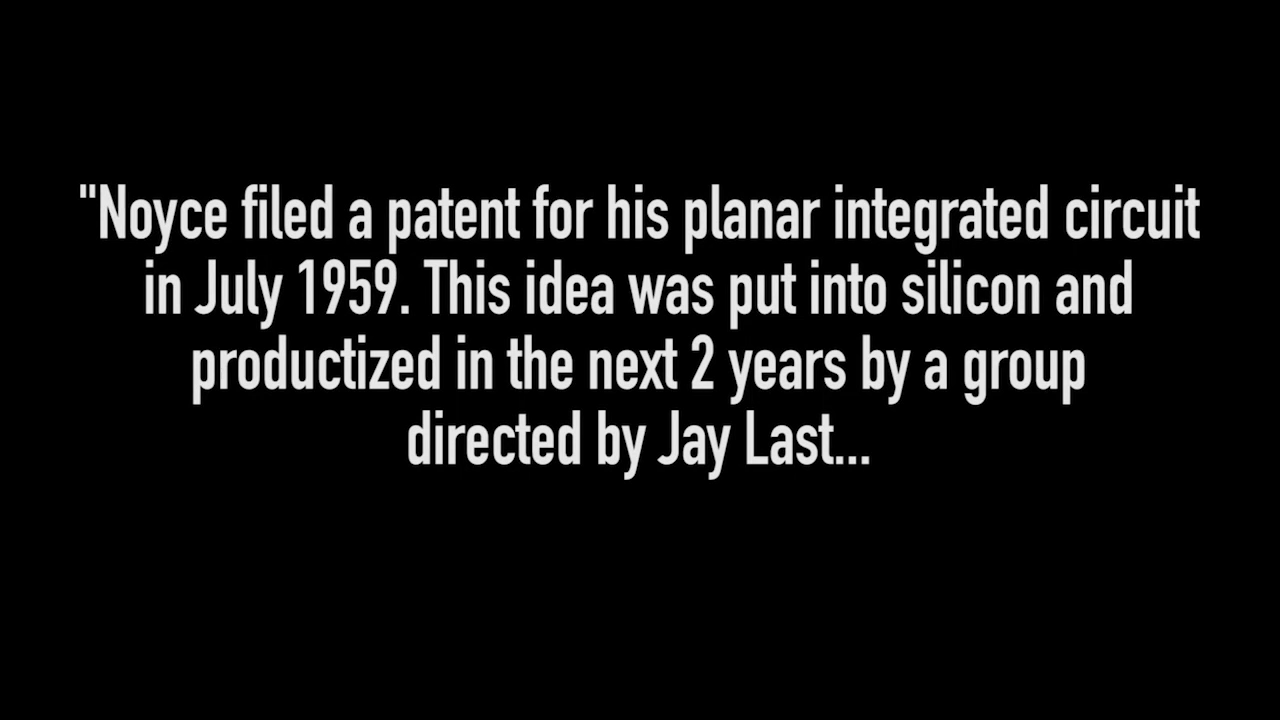 "Noyce filed a patent for his planar integrated circuit
in July 1959. This idea was put into silicon and
productized in the next 2 years by a group
directed by Jay Last...